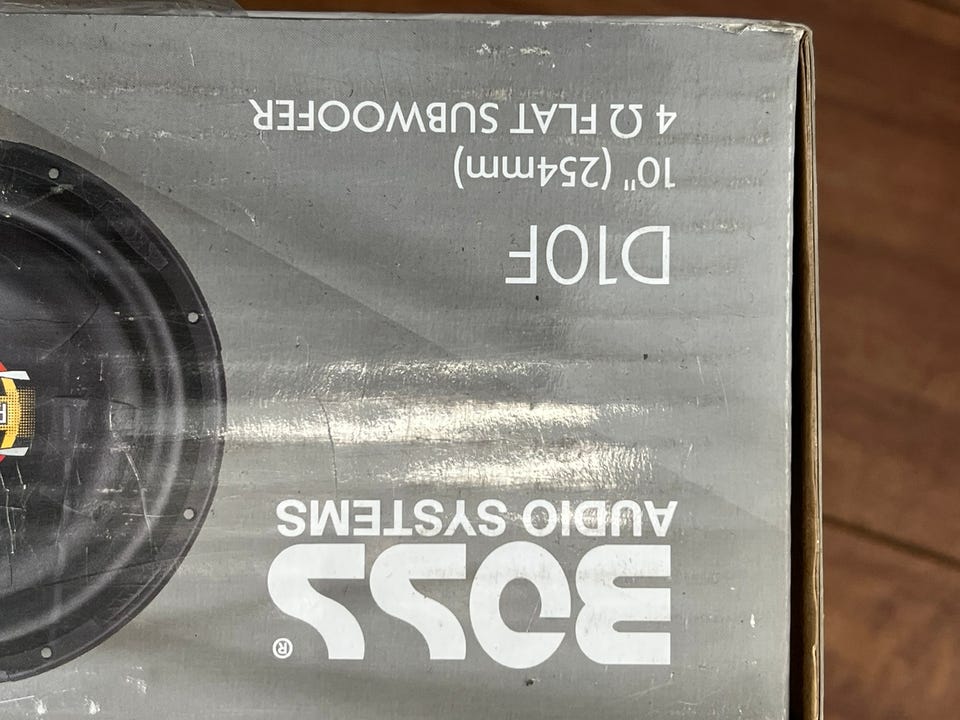 BOSS®
AUDIO SYSTEMS
D10F
10" (254mm)
4 Ω FLAT SUBWOOFER